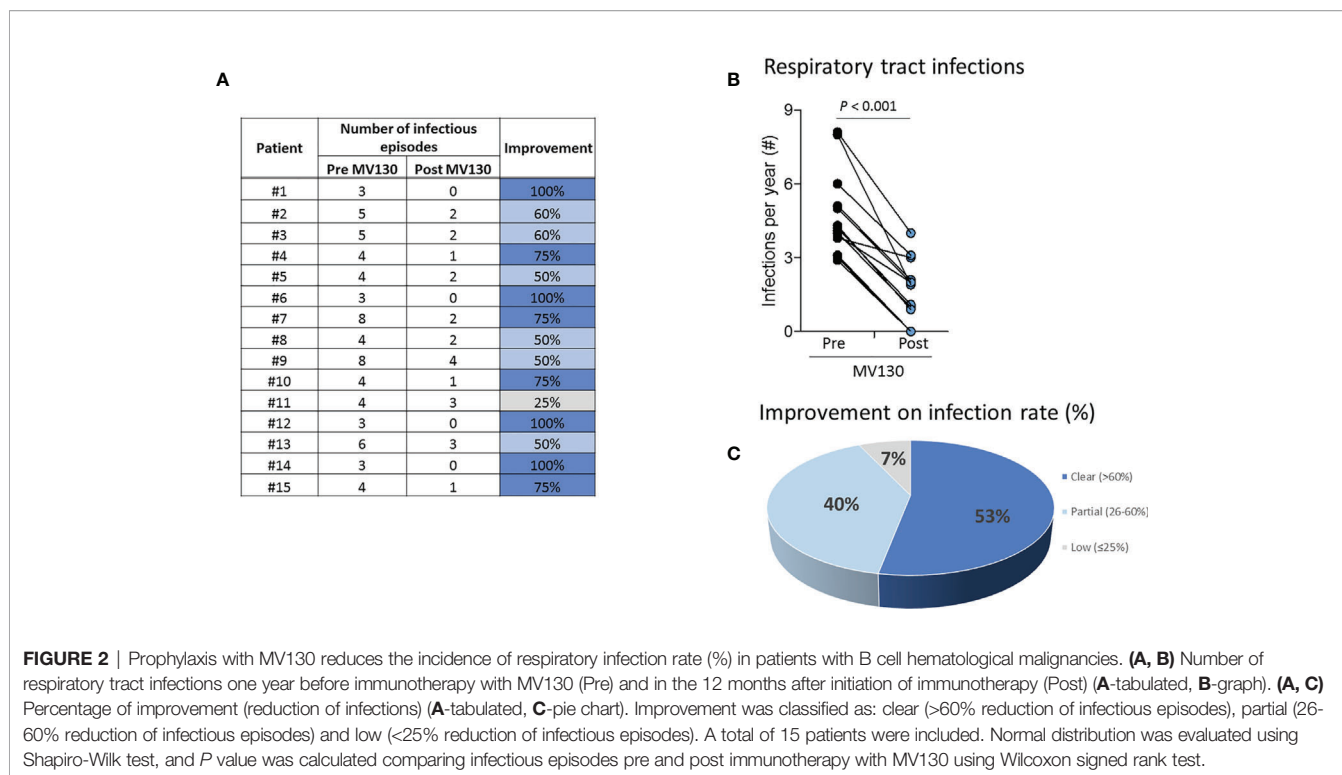 A
Patient Number of infectious episodes Improvement
Pre MV130 Post MV130
#1 3 0 100%
#2 5 2 60%
#3 5 2 60%
#4 4 1 75%
#5 4 2 50%
#6 3 0 100%
#7 8 2 75%
#8 4 2 50%
#9 8 4 50%
#10 4 1 75%
#11 4 3 25%
#12 3 0 100%
#13 6 3 50%
#14 3 0 100%
#15 4 1 75%
B
Respiratory tract infections
P < 0.001
Infections per year (#)
9
6
3
0
Pre Post
MV130
Improvement on infection rate (%)
C
7%
40%
53%
Clear (>60%)
Partial (26-60%)
Low (≤25%)
FIGURE 2 | Prophylaxis with MV130 reduces the incidence of respiratory infection rate (%) in patients with B cell hematological malignancies. (A, B) Number of
respiratory tract infections one year before immunotherapy with MV130 (Pre) and in the 12 months after initiation of immunotherapy (Post) (A-tabulated, B-graph). (A, C)
Percentage of improvement (reduction of infections) (A-tabulated, C-pie chart). Improvement was classified as: clear (>60% reduction of infectious episodes), partial (26-
60% reduction of infectious episodes) and low (<25% reduction of infectious episodes). A total of 15 patients were included. Normal distribution was evaluated using
Shapiro-Wilk test, and P value was calculated comparing infectious episodes pre and post immunotherapy with MV130 using Wilcoxon signed rank test.